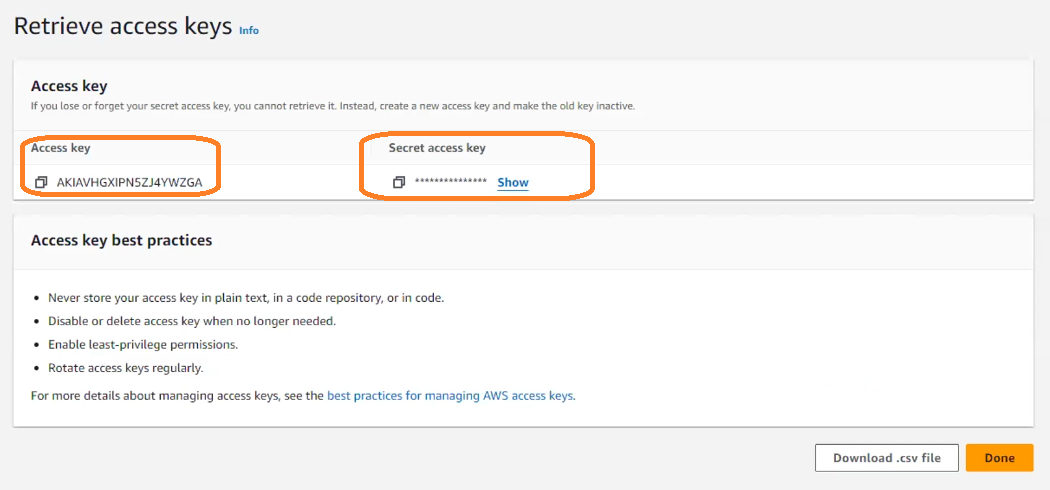 Retrieve access keys Info
Access key
If you lose or forget your secret access key, you cannot retrieve it. Instead, create a new access key and make the old key inactive.
Access key Secret access key
AKIAVHGXIPN5ZJ4YWZGA *************** Show
Access key best practices
• Never store your access key in plain text, in a code repository, or in code.
• Disable or delete access key when no longer needed.
• Enable least-privilege permissions.
• Rotate access keys regularly.
For more details about managing access keys, see the best practices for managing AWS access keys.
Download .csv file Done